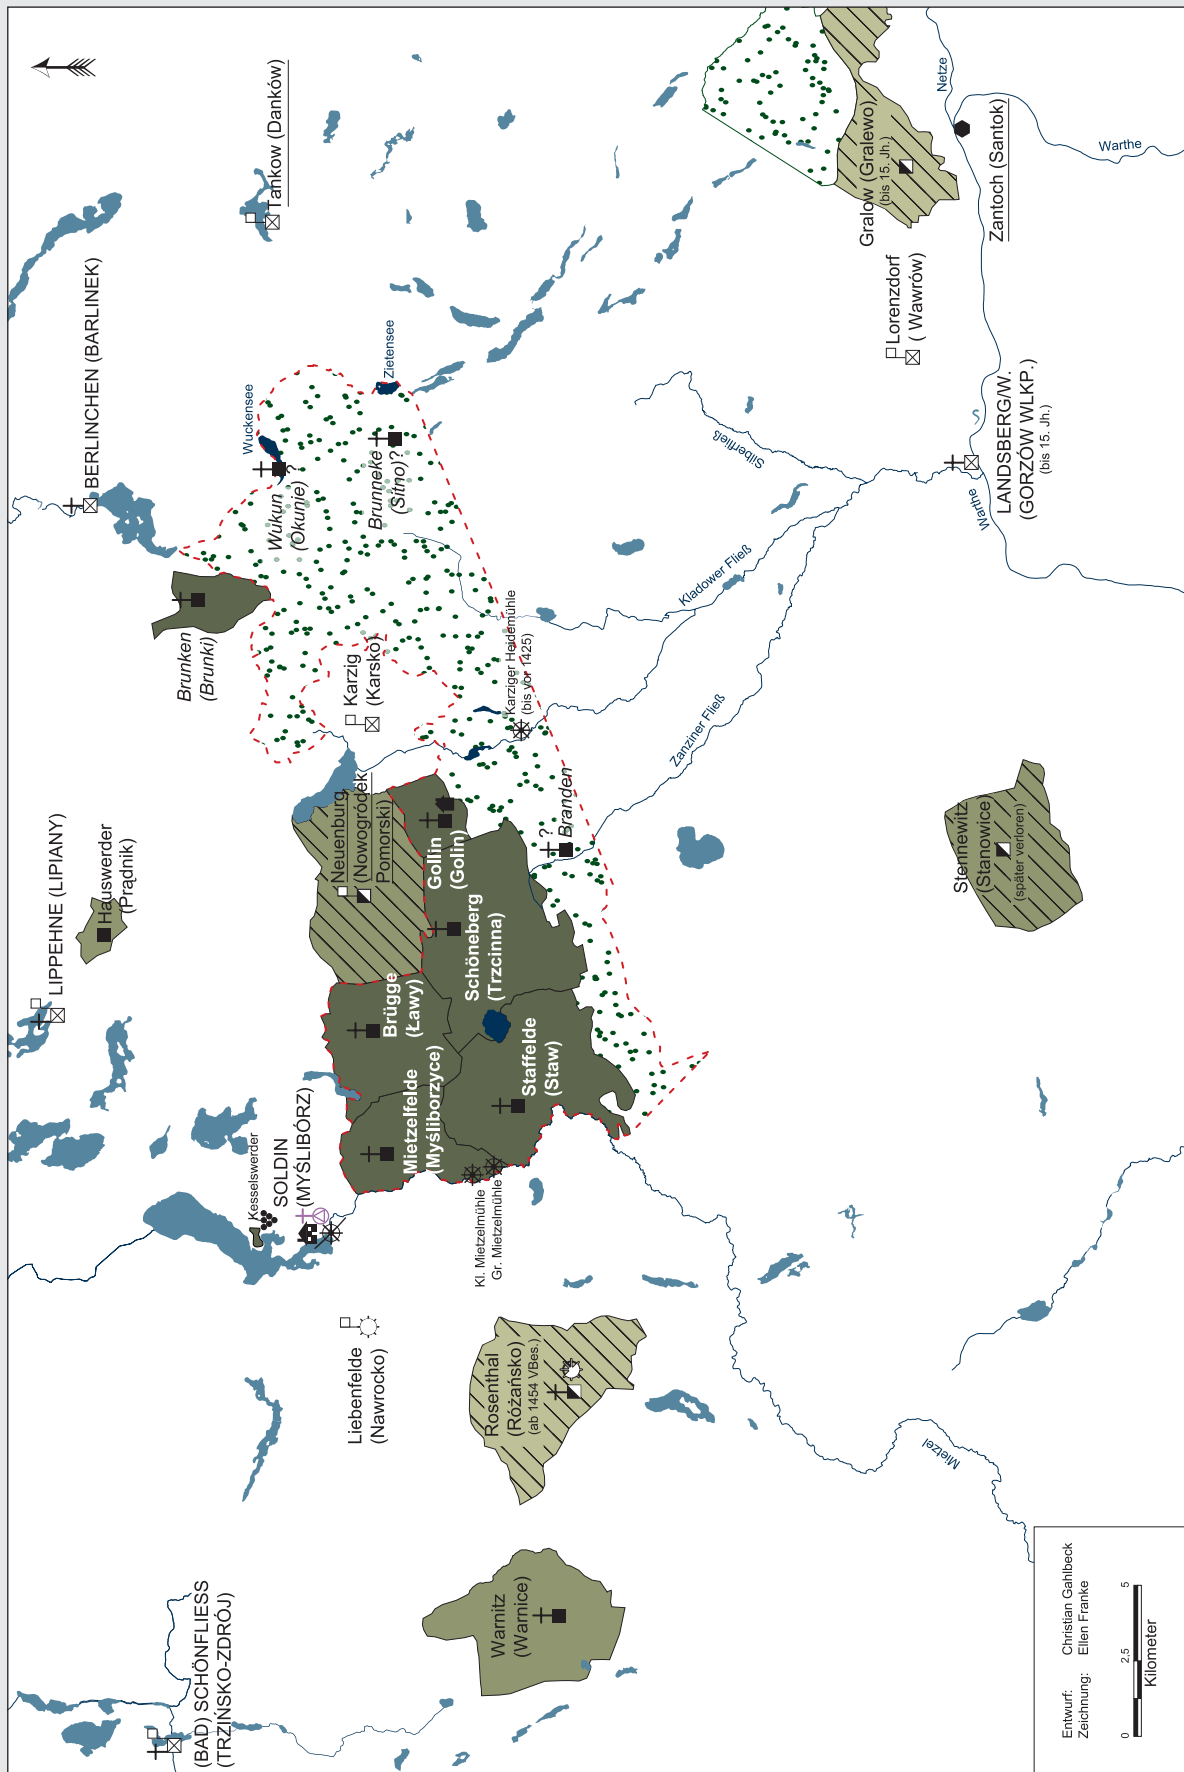 (BAD) SCHÖNFLIESS
(TRZIŃSKO-ZDRÓJ)
LIPPEHNE (LIPIANY)
Hauswerder
(Prądnik)
BERLINCHEN (BARLINEK)
Tankow (Danków)
Kesselswerder
SOLDIN
(MYŚLIBÓRZ)
Brunken
(Brunki)
Wuckensee
Wukun
(Okunie) ?
Zietensee
Brunneke
(Sitno)?
Karzig
(Karsko)
Neuenburg
(Nowogródek
Pomorski)
Liebenfelde
(Nawrocko)
Brügge
(Ławy)
Mietzelfelde
(Myśliborzyce)
Gollin
(Golin)
Schöneberg
(Trzcinna)
Staffelde
(Staw)
?
Branden
Karziger Heidemühle
(bis vor 1425)
Kl. Mietzelmühle
Gr. Mietzelmühle
Rosenthal
(Różańsko)
(ab 1454 VBes.)
Warnitz
(Warnice)
Zanziner Fließ
Kladower Fließ
Silberfließ
Gralow (Gralewo)
(bis 15. Jh.)
Lorenzdorf
( Wawrów)
Netze
Warthe
Zantoch (Santok)
LANDSBERG/W.
(GORZÓW WLKP.)
(bis 15. Jh.)
Warthe
Stennewitz
(Stanowice)
(später verloren)
Mietzel
Entwurf: Christian Gahlbeck
Zeichnung: Ellen Franke
0 2,5 5
Kilometer